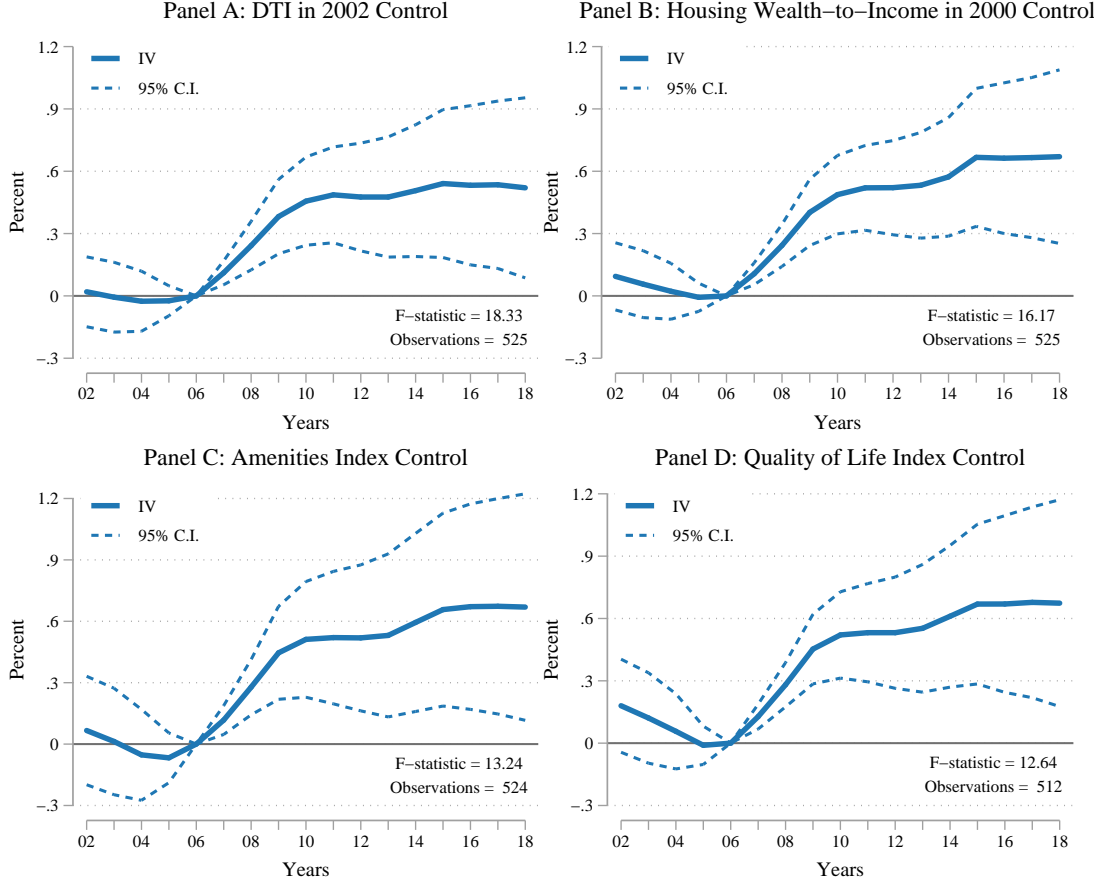 Panel A: DTI in 2002 Control
1.2
.9
.6
.3
0
−.3
Percent
IV
95% C.I.
F−statistic = 18.33
Observations = 525
02 04 06 08 10 12 14 16 18
Years
Panel B: Housing Wealth−to−Income in 2000 Control
1.2
.9
.6
.3
0
−.3
Percent
IV
95% C.I.
F−statistic = 16.17
Observations = 525
02 04 06 08 10 12 14 16 18
Years
Panel C: Amenities Index Control
1.2
.9
.6
.3
0
−.3
Percent
IV
95% C.I.
F−statistic = 13.24
Observations = 524
02 04 06 08 10 12 14 16 18
Years
Panel D: Quality of Life Index Control
1.2
.9
.6
.3
0
−.3
Percent
IV
95% C.I.
F−statistic = 12.64
Observations = 512
02 04 06 08 10 12 14 16 18
Years